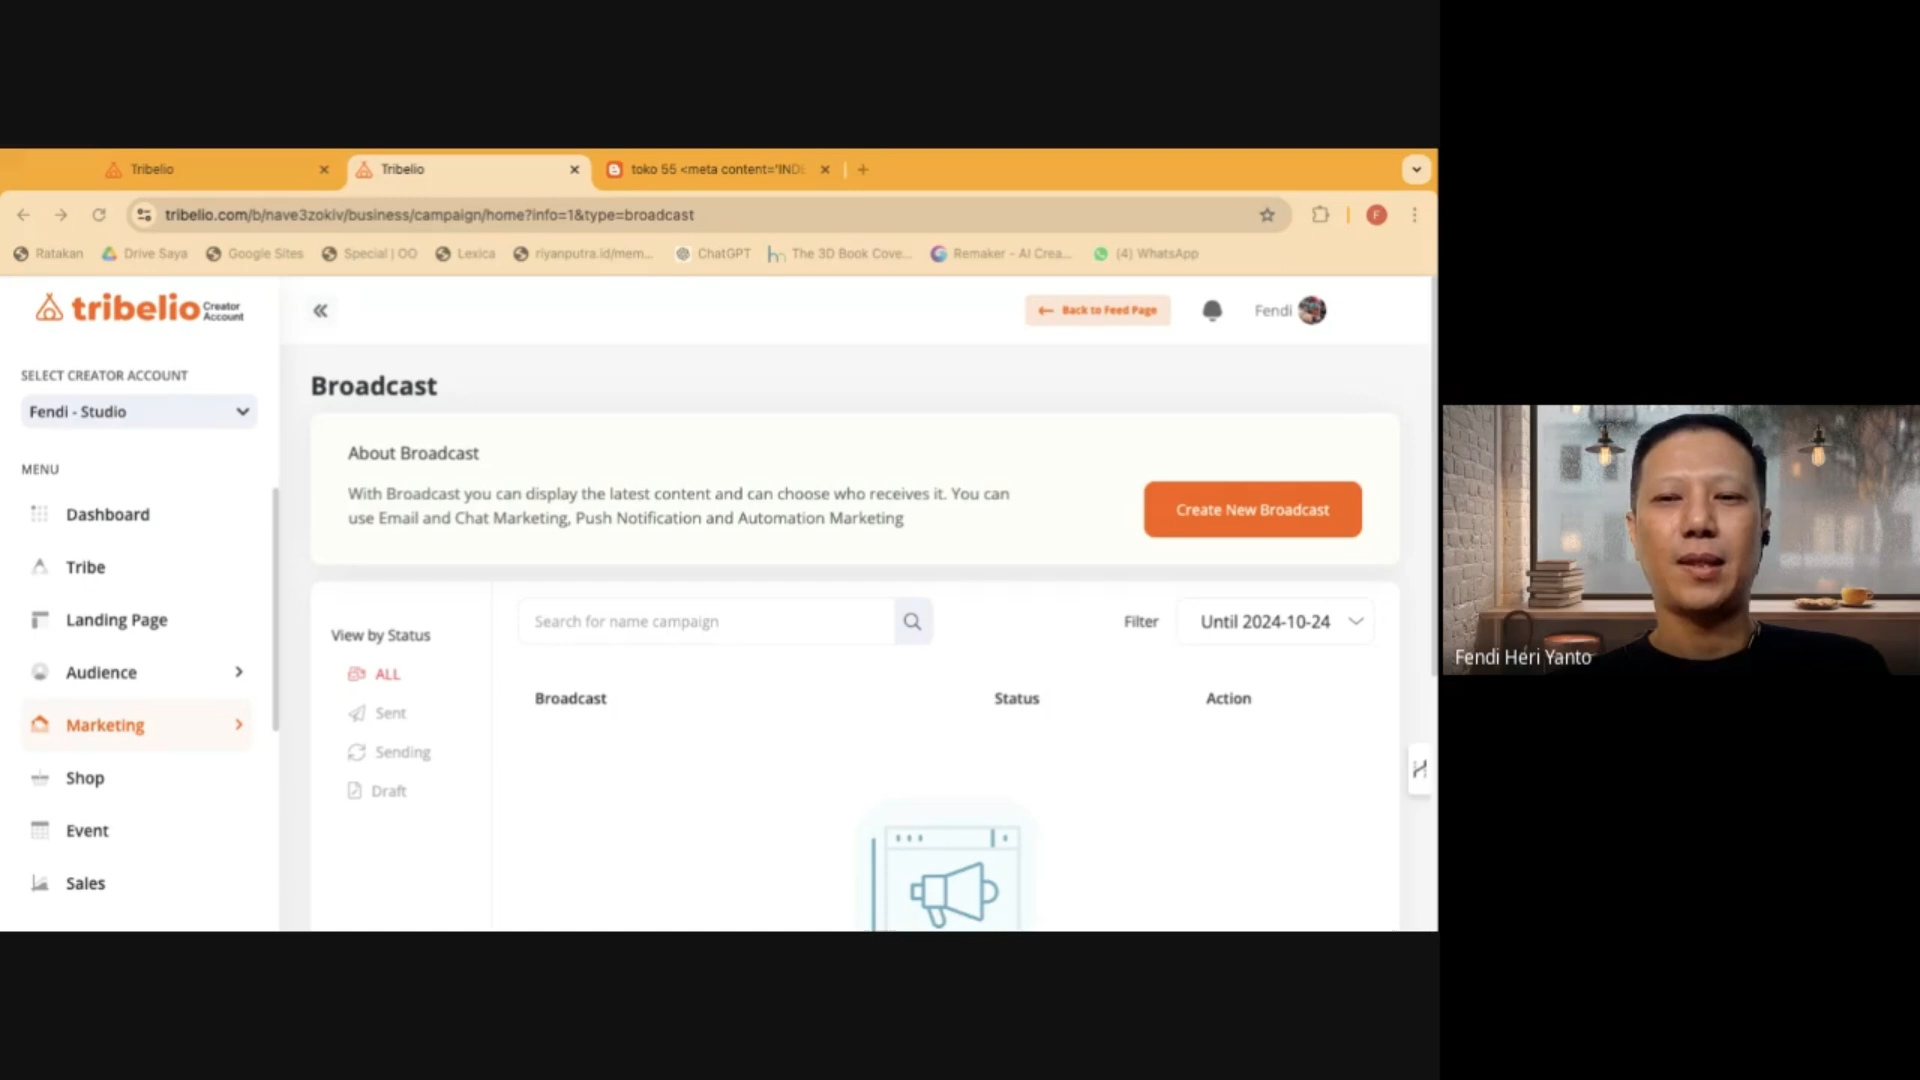 Tribelio
Tribelio
toko 55 <meta content='INDE
tribelio.com/b/nave3zoklv/business/campaign/home?info=1&type=broadcast
F
Ratakan
Drive Saya
Google Sites
Special | OO
Lexica
riyanputra.id/mem...
ChatGPT
The 3D Book Cove...
Remaker - AI Crea...
(4) WhatsApp
tribelio Creator Account
Back to Feed Page
Fendi
SELECT CREATOR ACCOUNT
Fendi - Studio
MENU
Dashboard
Tribe
Landing Page
Audience
Marketing
Shop
Event
Sales
Broadcast
About Broadcast
With Broadcast you can display the latest content and can choose who receives it. You can
use Email and Chat Marketing, Push Notification and Automation Marketing
Create New Broadcast
View by Status
ALL
Sent
Sending
Draft
Search for name campaign
Filter
Until 2024-10-24
Broadcast
Status
Action
Fendi Heri Yanto